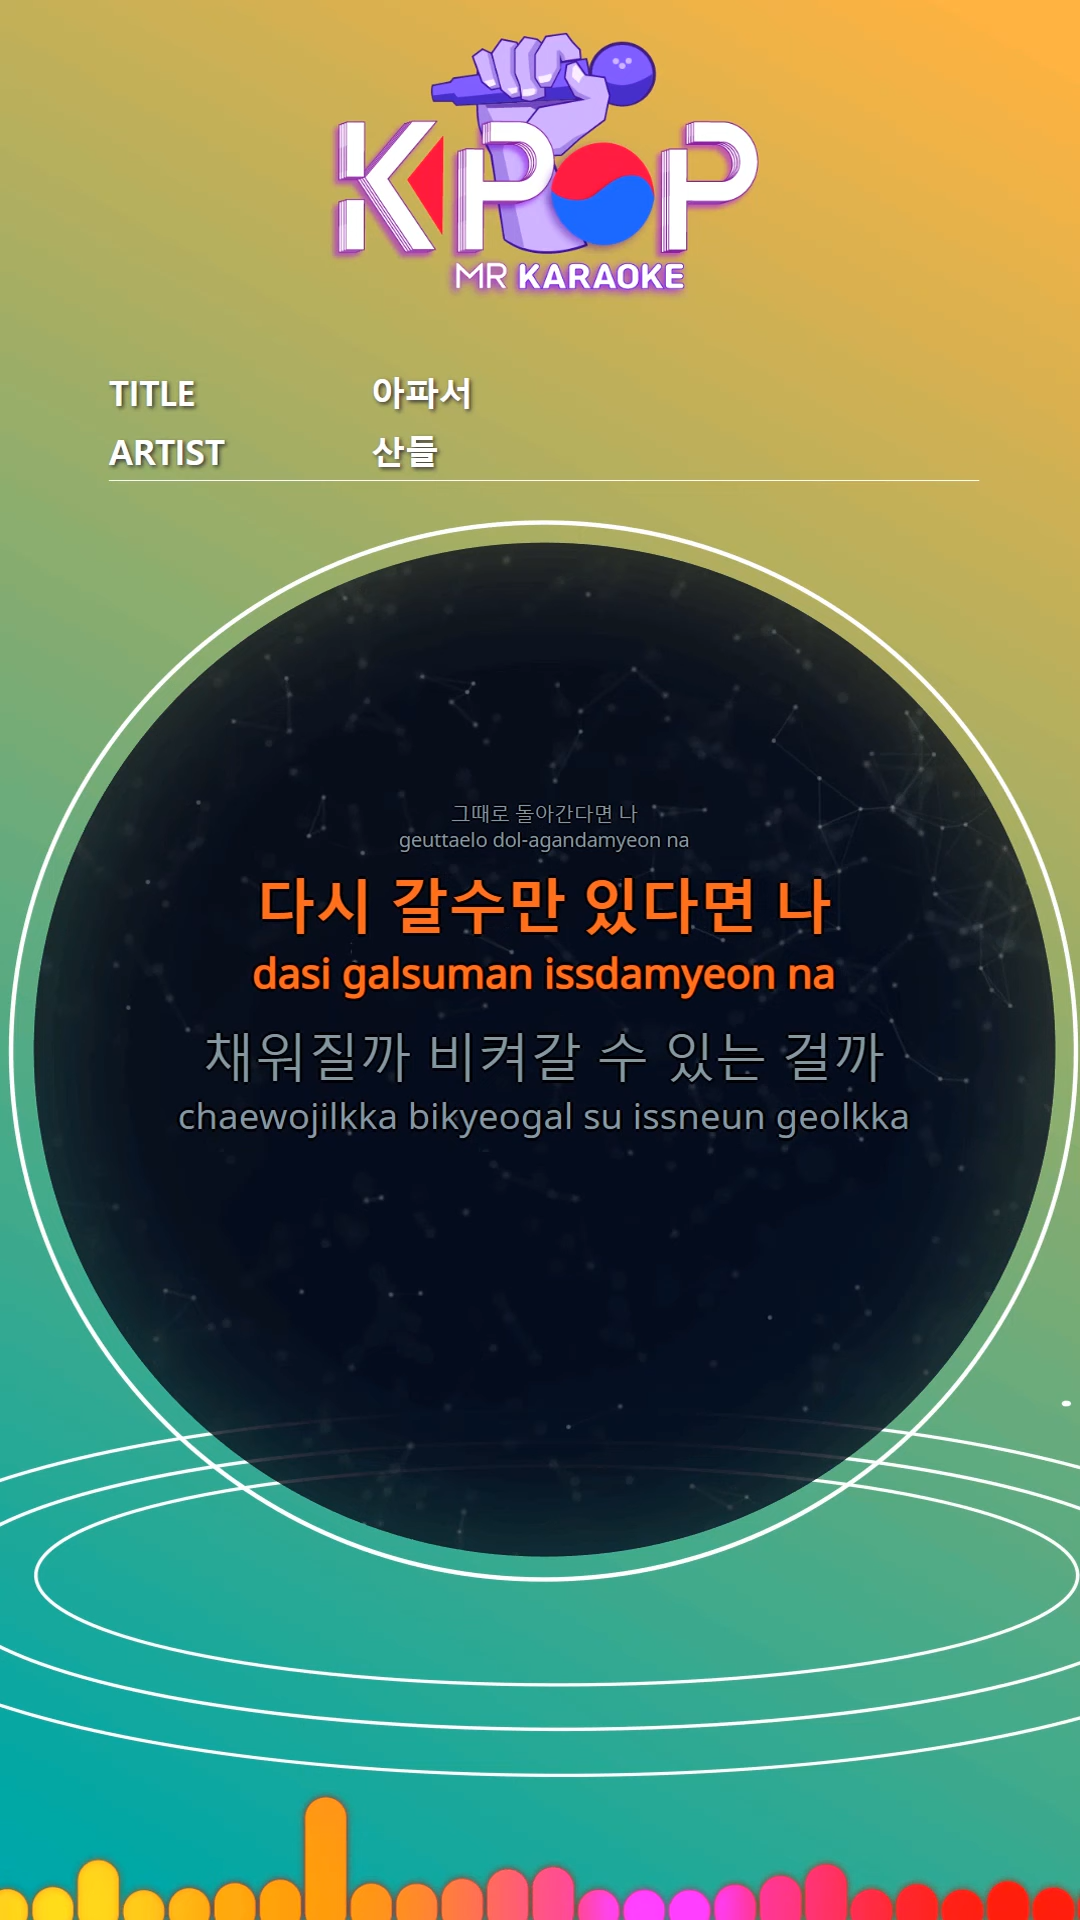 KPOP
MR KARAOKE
TITLE 아파서
ARTIST 산들
그때로 돌아간다면 나
geuttaelo dol-agandamyeon na
다시 갈수만 있다면 나
dasi galsuman issdamyeon na
채워질까 비켜갈 수 있는 걸까
chaewojilkka bikyeogal su issneun geolkka